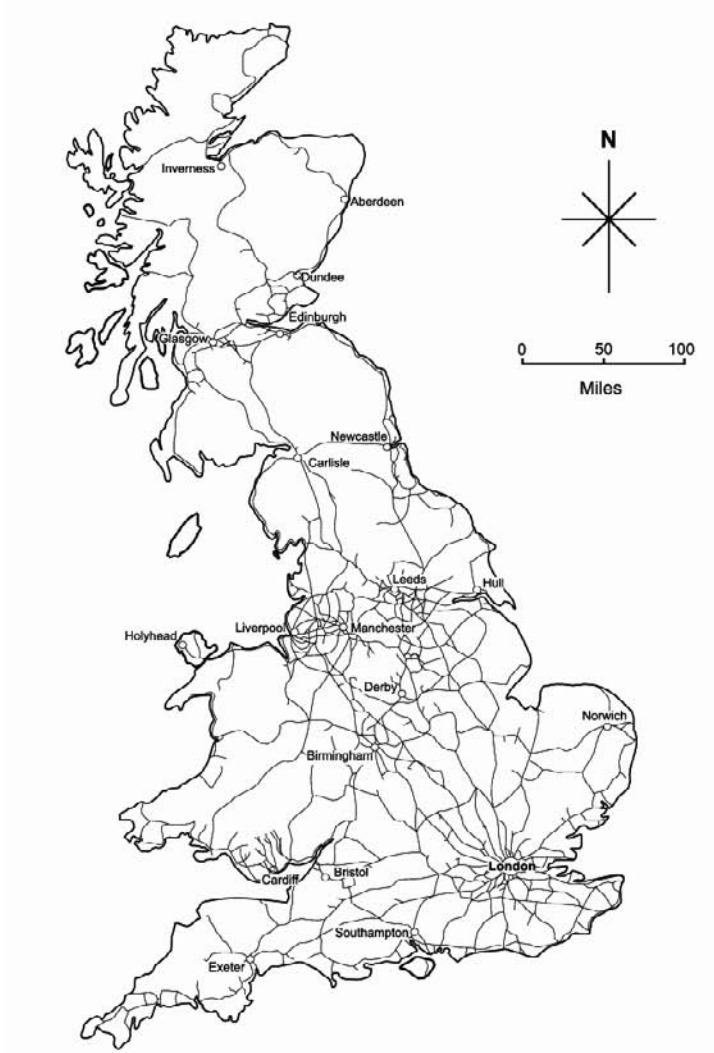 N
Inverness
Aberdeen
Dundee
Edinburgh
Glasgow
0 50 100
Miles
Newcastle
Carlisle
Leeds
Hull
Liverpool
Manchester
Holyhead
Derby
Norwich
Birmingham
London
Bristol
Cardiff
Southampton
Exeter